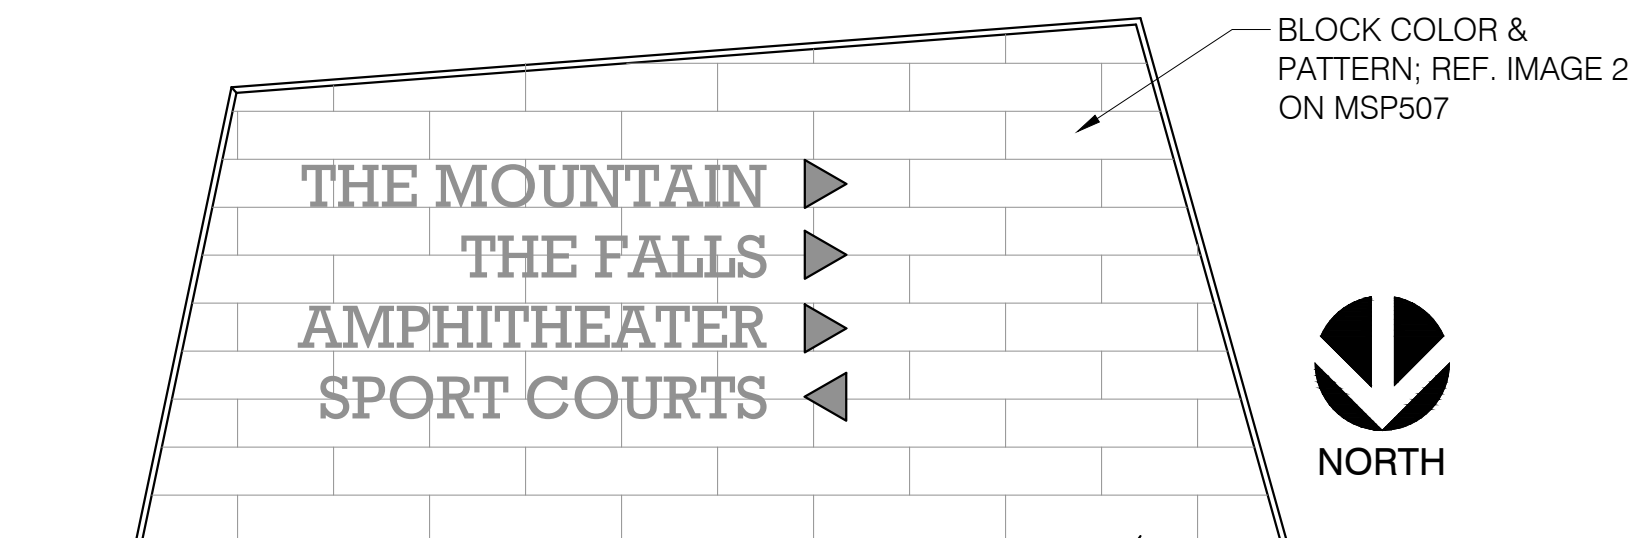 BLOCK COLOR &
PATTERN; REF. IMAGE 2
ON MSP507
THE MOUNTAIN
THE FALLS
AMPHITHEATER
SPORT COURTS
NORTH